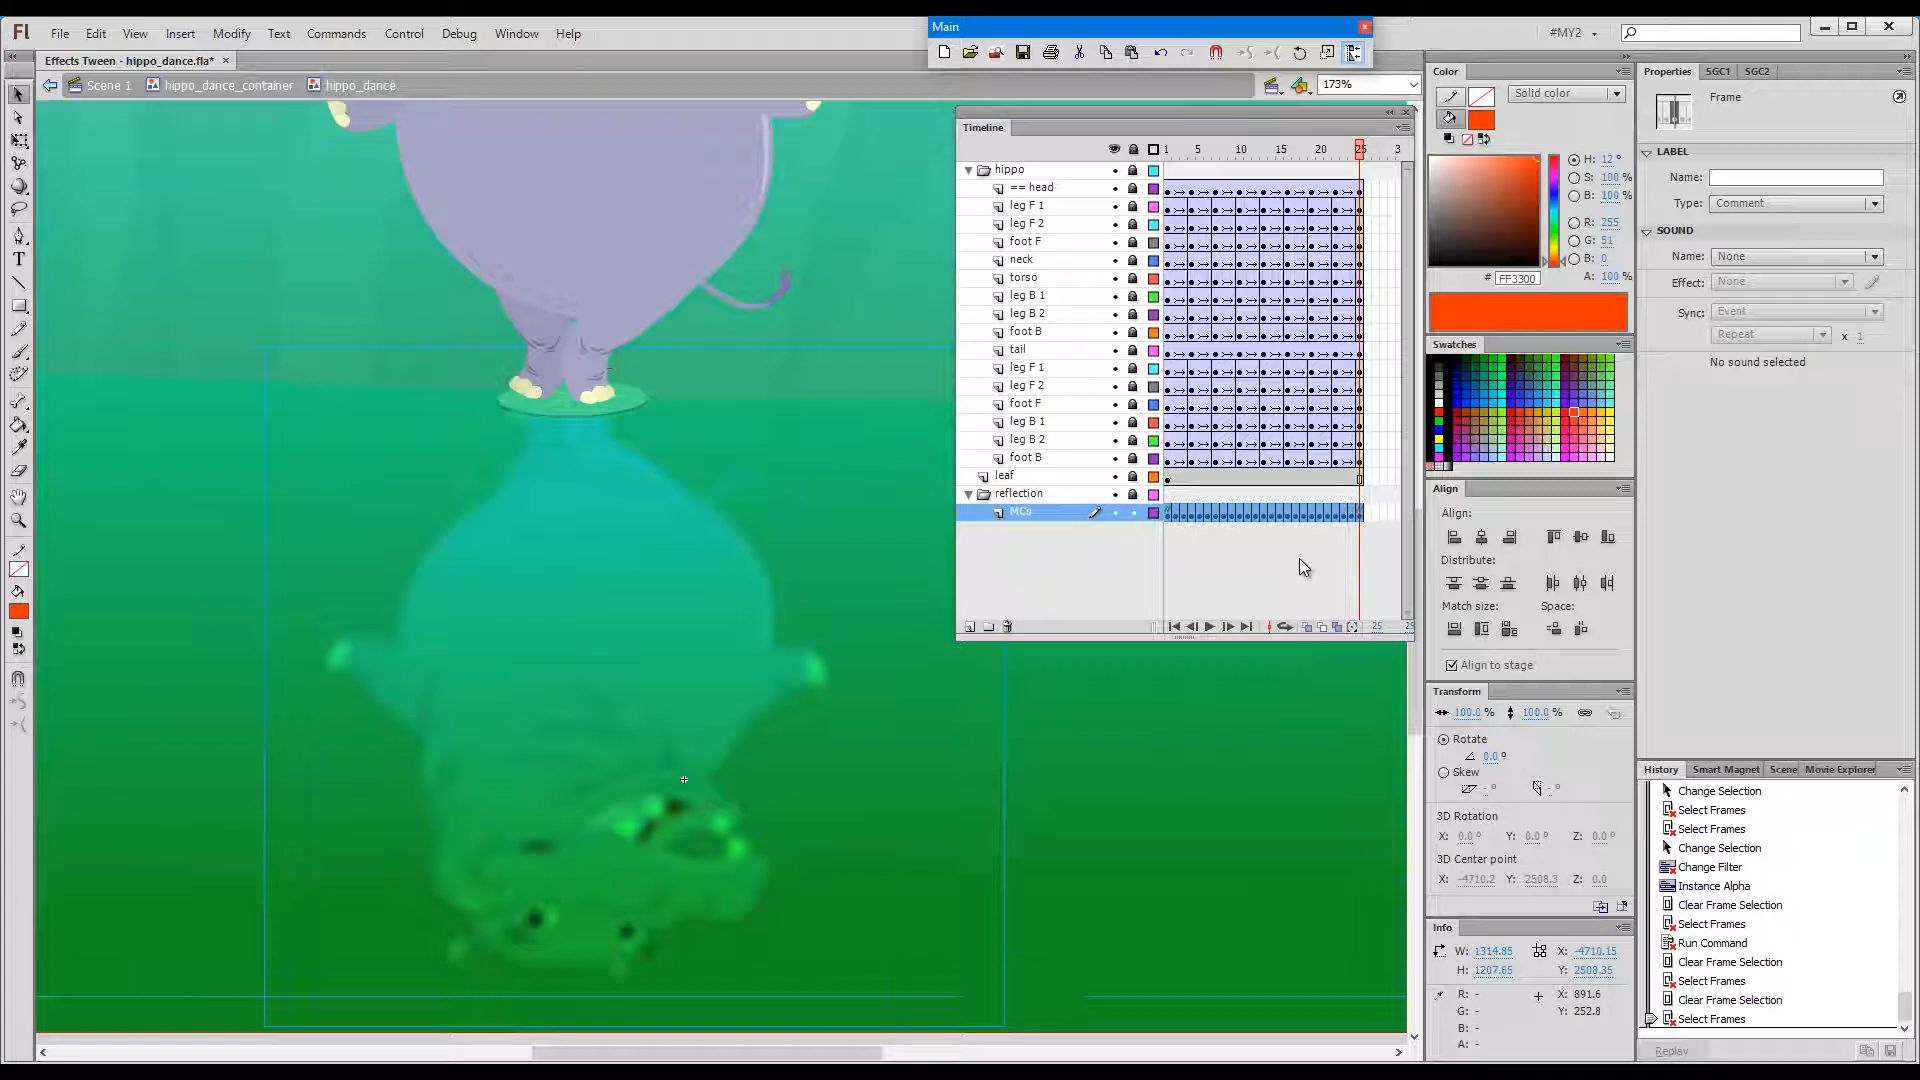 Main
Fl File Edit View Insert Modify Text Commands Control Debug Window Help
#MY2
Effects Tween - hippo_dance.fla*
Scene 1 hippo_dance_container hippo_dance
173%
Timeline
1 5 10 15 20 25 3
hippo
== head
leg F 1
leg F 2
foot F
neck
torso
leg B 1
leg B 2
foot B
tail
leg F 1
leg F 2
foot F
leg B 1
leg B 2
foot B
leaf
reflection
MCs
25 25
Color
Solid color
H: 12 °
S: 100 %
B: 100 %
R: 255
G: 51
B: 0
# FF3300
A: 100 %
Swatches
Align
Align:
Distribute:
Match size: Space:
Align to stage
Transform
100.0 % 100.0 %
Rotate
0.0 °
Skew
- ° - °
3D Rotation
X: 0.0 ° Y: 0.0 ° Z: 0.0 °
3D Center point
X: -4710.2 Y: 2508.3 Z: 0.0
Info
W: 1314.85 X: -4710.15
H: 1207.65 Y: 2508.35
R: - X: 891.6
G: - Y: 252.8
B: -
A: -
Properties SGC1 SGC2
Frame
LABEL
Name:
Type: Comment
SOUND
Name: None
Effect: None
Sync: Event
Repeat x 1
No sound selected
History Smart Magnet Scene Movie Explorer
Change Selection
Select Frames
Select Frames
Change Selection
Change Filter
Instance Alpha
Clear Frame Selection
Select Frames
Run Command
Clear Frame Selection
Select Frames
Clear Frame Selection
Select Frames
Replay